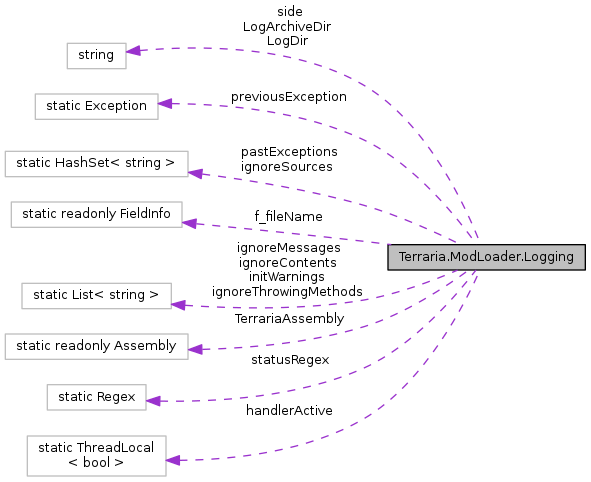 side
LogArchiveDir
LogDir
string
previousException
static Exception
pastExceptions
ignoreSources
static HashSet< string >
f_fileName
static readonly FieldInfo
Terraria.ModLoader.Logging
ignoreMessages
ignoreContents
initWarnings
ignoreThrowingMethods
static List< string >
TerrariaAssembly
static readonly Assembly
statusRegex
static Regex
handlerActive
static ThreadLocal
< bool >